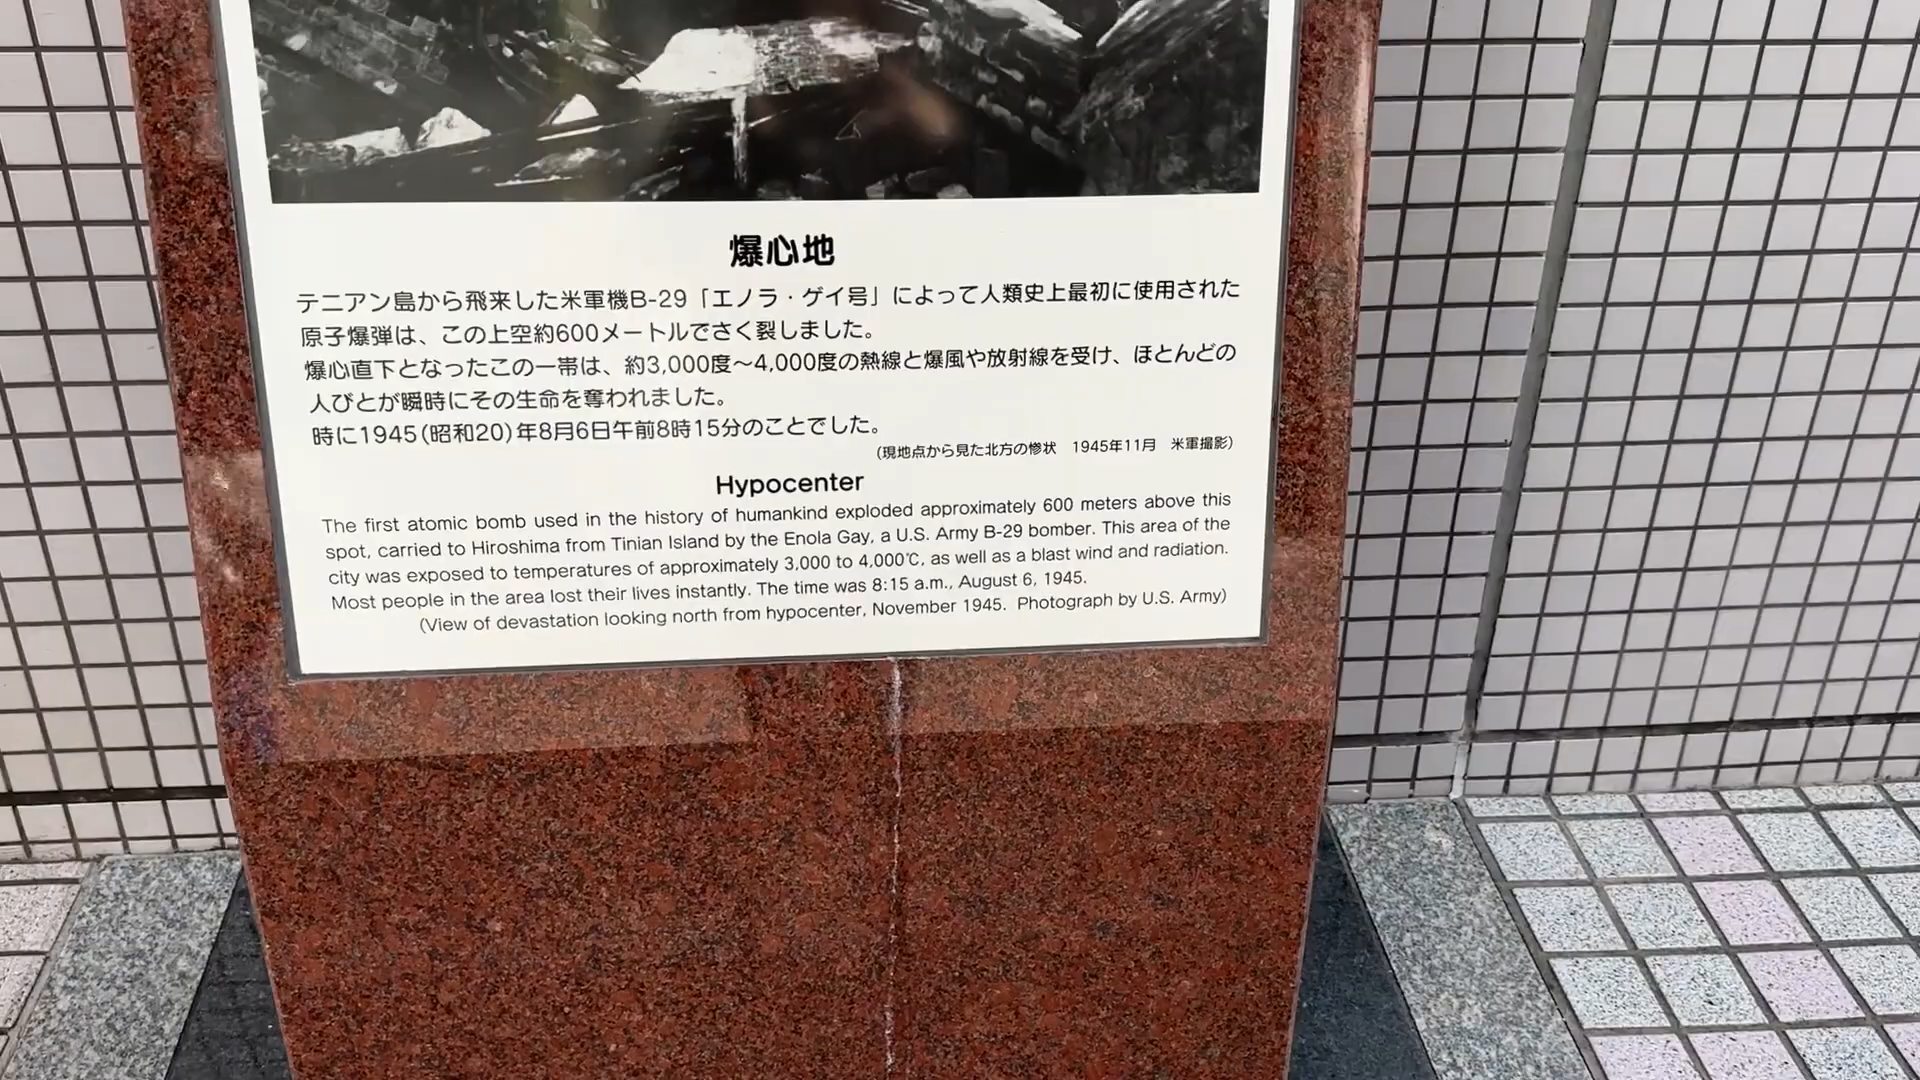 爆心地
テニアン島から飛来した米軍機B-29「エノラ・ゲイ号」によって人類史上最初に使用された
原子爆弾は、この上空約600メートルでさく裂しました。
爆心直下となったこの一帯は、約3,000度〜4,000度の熱線と爆風や放射線を受け、ほとんどの
人びとが瞬時にその生命を奪われました。
時に1945(昭和20)年8月6日午前8時15分のことでした。
(現地点から見た北方の惨状　1945年11月　米軍撮影)
Hypocenter
The first atomic bomb used in the history of humankind exploded approximately 600 meters above this
spot, carried to Hiroshima from Tinian Island by the Enola Gay, a U.S. Army B-29 bomber. This area of the
city was exposed to temperatures of approximately 3,000 to 4,000℃, as well as a blast wind and radiation.
Most people in the area lost their lives instantly. The time was 8:15 a.m., August 6, 1945.
(View of devastation looking north from hypocenter, November 1945. Photograph by U.S. Army)